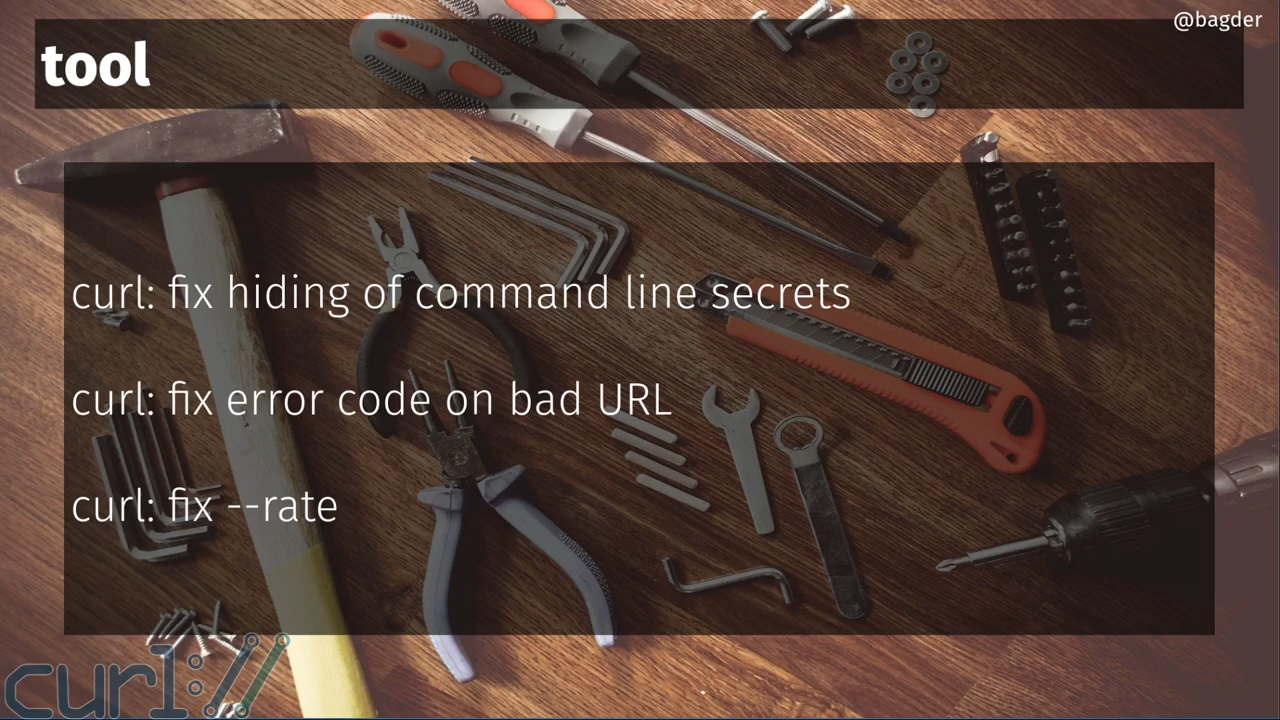 @bagder
tool
curl: fix hiding of command line secrets
curl: fix error code on bad URL
curl: fix --rate
curl://